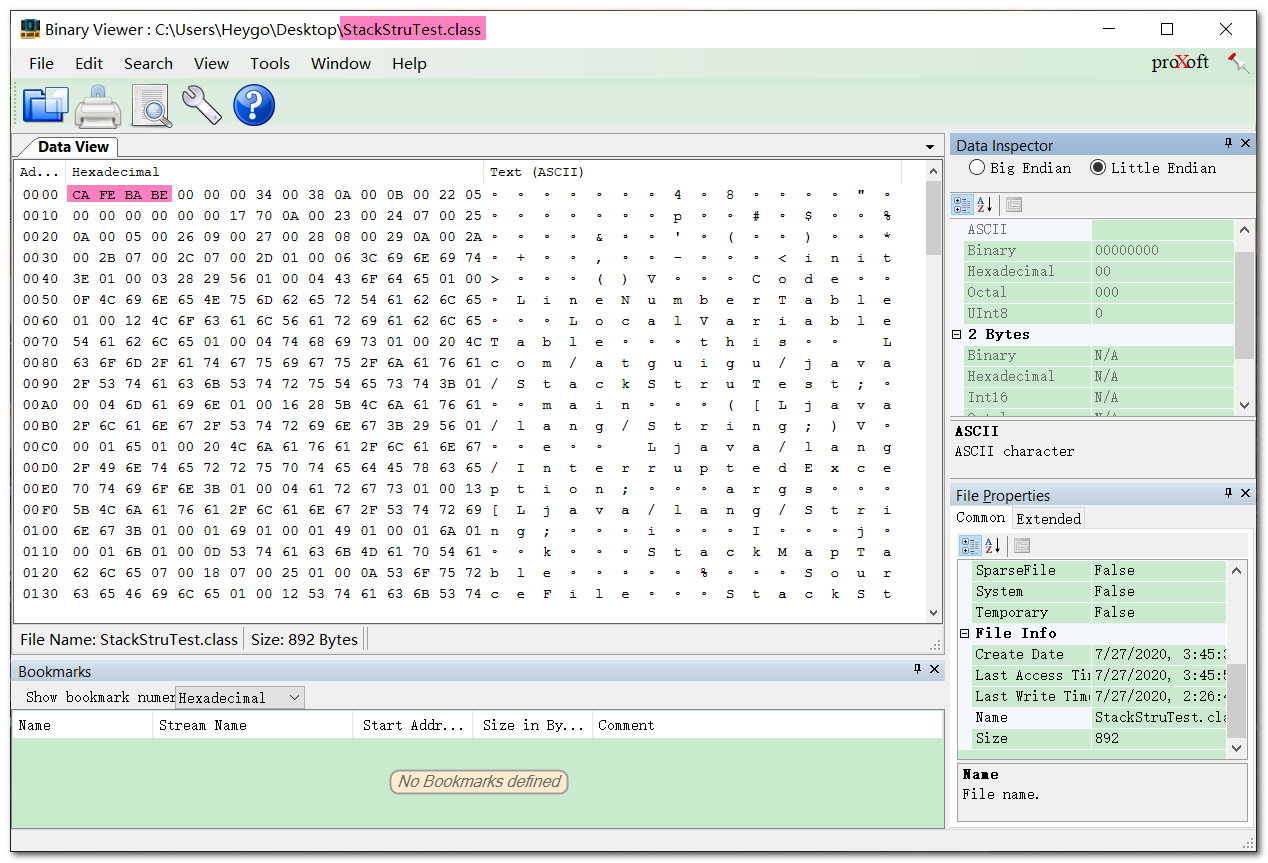 Binary Viewer : C:\Users\Heygo\Desktop\StackStruTest.class
File Edit Search View Tools Window Help
proXoft
Data View
Ad... Hexadecimal Text (ASCII)
0000 CA FE BA BE 00 00 00 34 00 38 0A 00 0B 00 22 05 ∘ ∘ ∘ ∘ ∘ ∘ ∘ 4 ∘ 8 ∘ ∘ ∘ ∘ " ∘
0010 00 00 00 00 00 00 17 70 0A 00 23 00 24 07 00 25 ∘ ∘ ∘ ∘ ∘ ∘ ∘ p ∘ ∘ # ∘ $ ∘ ∘ %
0020 0A 00 05 00 26 09 00 27 00 28 08 00 29 0A 00 2A ∘ ∘ ∘ ∘ & ∘ ∘ ' ∘ ( ∘ ∘ ) ∘ ∘ *
0030 00 2B 07 00 2C 07 00 2D 01 00 06 3C 69 6E 69 74 ∘ + ∘ ∘ , ∘ ∘ - ∘ ∘ ∘ < i n i t
0040 3E 01 00 03 28 29 56 01 00 04 43 6F 64 65 01 00 > ∘ ∘ ∘ ( ) V ∘ ∘ ∘ C o d e ∘ ∘
0050 0F 4C 69 6E 65 4E 75 6D 62 65 72 54 61 62 6C 65 ∘ L i n e N u m b e r T a b l e
0060 01 00 12 4C 6F 63 61 6C 56 61 72 69 61 62 6C 65 ∘ ∘ ∘ L o c a l V a r i a b l e
0070 54 61 62 6C 65 01 00 04 74 68 69 73 01 00 20 4C T a b l e ∘ ∘ ∘ t h i s ∘ ∘ L
0080 63 6F 6D 2F 61 74 67 75 69 67 75 2F 6A 61 76 61 c o m / a t g u i g u / j a v a
0090 2F 53 74 61 63 6B 53 74 72 75 54 65 73 74 3B 01 / S t a c k S t r u T e s t ; ∘
00A0 00 04 6D 61 69 6E 01 00 16 28 5B 4C 6A 61 76 61 ∘ ∘ m a i n ∘ ∘ ∘ ( [ L j a v a
00B0 2F 6C 61 6E 67 2F 53 74 72 69 6E 67 3B 29 56 01 / l a n g / S t r i n g ; ) V ∘
00C0 00 01 65 01 00 20 4C 6A 61 76 61 2F 6C 61 6E 67 ∘ ∘ e ∘ ∘ L j a v a / l a n g
00D0 2F 49 6E 74 65 72 72 75 70 74 65 64 45 78 63 65 / I n t e r r u p t e d E x c e
00E0 70 74 69 6F 6E 3B 01 00 04 61 72 67 73 01 00 13 p t i o n ; ∘ ∘ ∘ a r g s ∘ ∘ ∘
00F0 5B 4C 6A 61 76 61 2F 6C 61 6E 67 2F 53 74 72 69 [ L j a v a / l a n g / S t r i
0100 6E 67 3B 01 00 01 69 01 00 01 49 01 00 01 6A 01 n g ; ∘ ∘ ∘ i ∘ ∘ ∘ I ∘ ∘ ∘ j ∘
0110 00 01 6B 01 00 0D 53 74 61 63 6B 4D 61 70 54 61 ∘ ∘ k ∘ ∘ ∘ S t a c k M a p T a
0120 62 6C 65 07 00 18 07 00 25 01 00 0A 53 6F 75 72 b l e ∘ ∘ ∘ ∘ ∘ % ∘ ∘ ∘ S o u r
0130 63 65 46 69 6C 65 01 00 12 53 74 61 63 6B 53 74 c e F i l e ∘ ∘ ∘ S t a c k S t
File Name: StackStruTest.class Size: 892 Bytes
Bookmarks
Show bookmark numer Hexadecimal
Name Stream Name Start Addr... Size in By... Comment
No Bookmarks defined
Data Inspector
Big Endian Little Endian
ASCII
Binary 00000000
Hexadecimal 00
Octal 000
UInt8 0
2 Bytes
Binary N/A
Hexadecimal N/A
Int16 N/A
Octal N/A
ASCII
ASCII character
File Properties
Common Extended
SparseFile False
System False
Temporary False
File Info
Create Date 7/27/2020, 3:45:
Last Access Ti 7/27/2020, 3:45:
Last Write Tim 7/27/2020, 2:26:
Name StackStruTest.cla
Size 892
Name
File name.